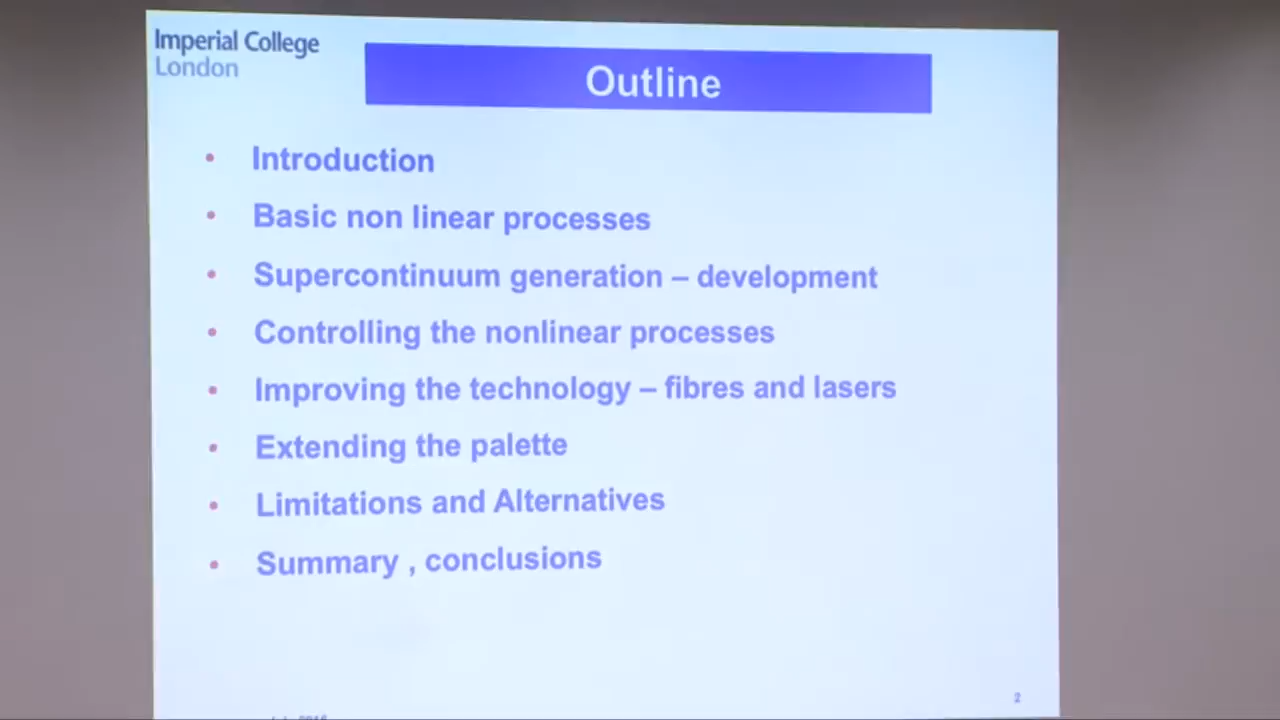 Imperial College
London
Outline
• Introduction
• Basic non linear processes
• Supercontinuum generation – development
• Controlling the nonlinear processes
• Improving the technology – fibres and lasers
• Extending the palette
• Limitations and Alternatives
• Summary , conclusions
2